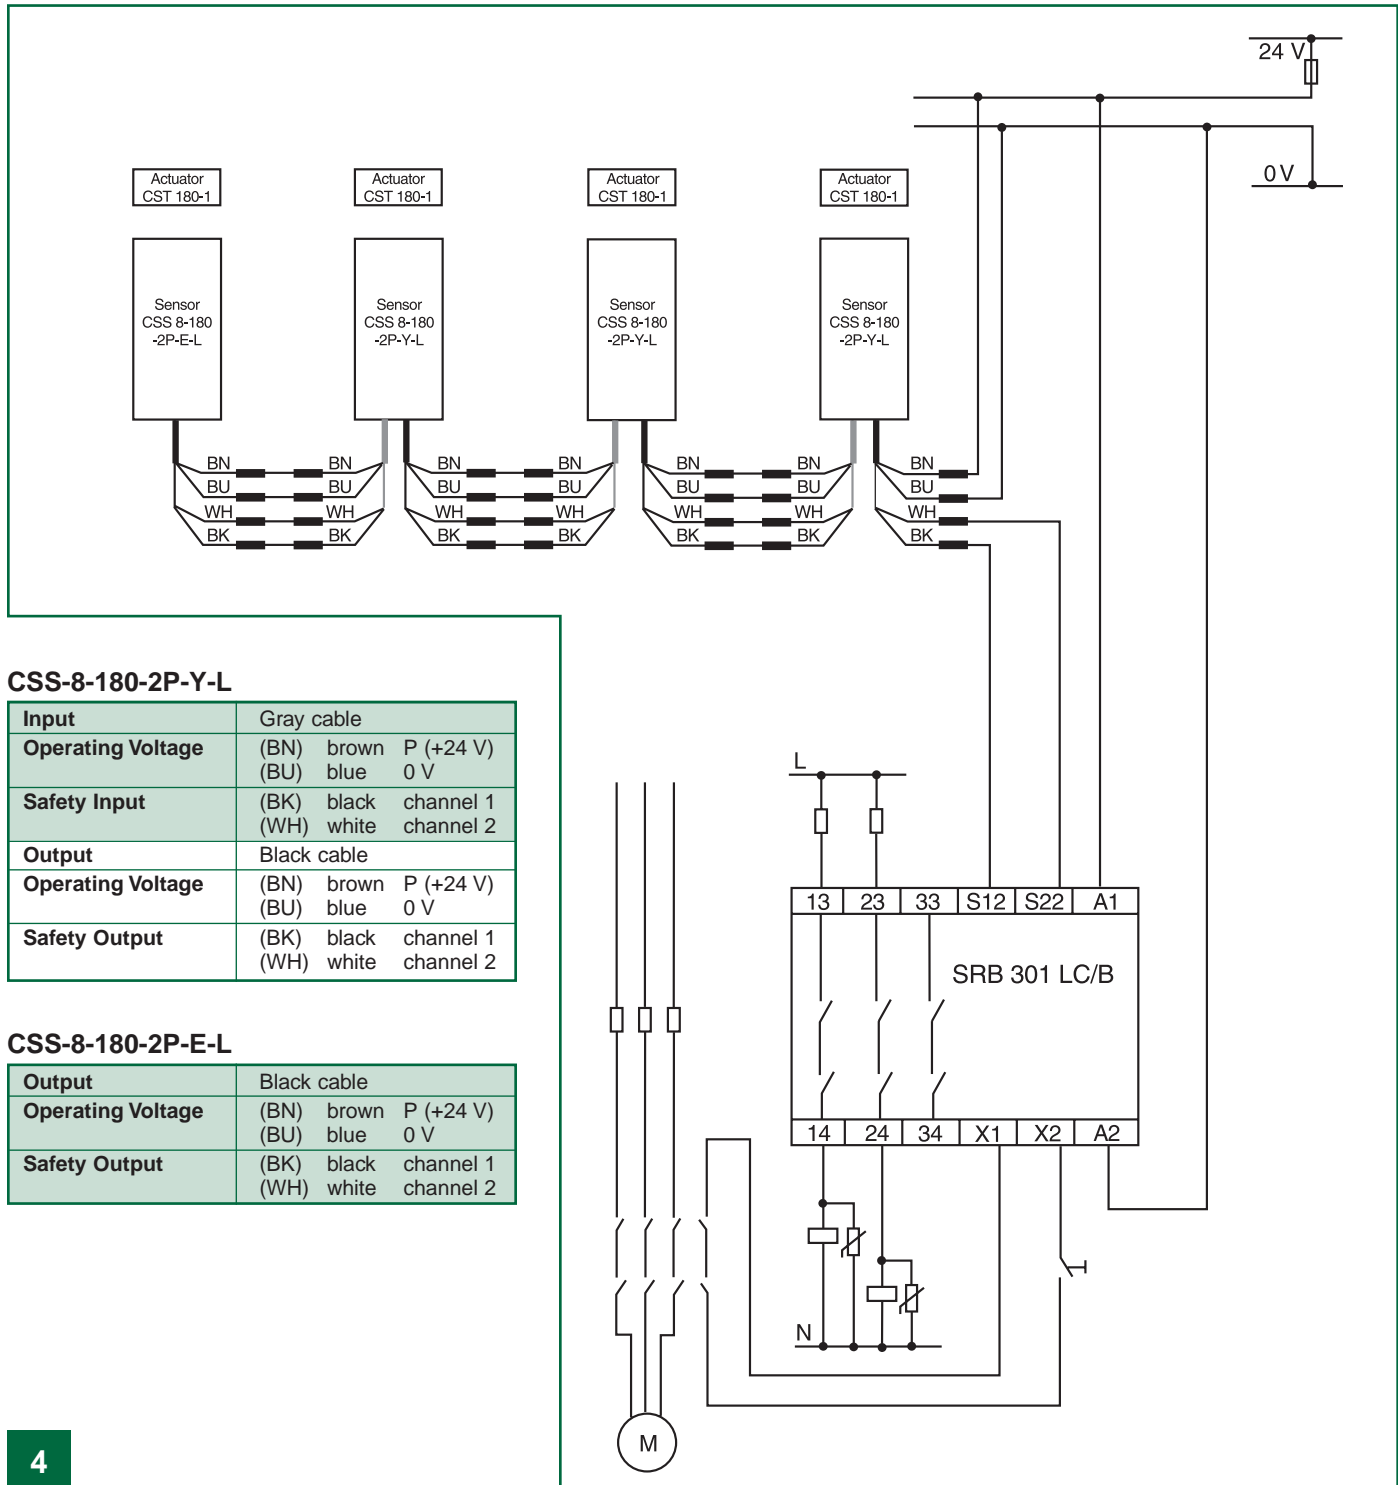 24 V
0 V
Actuator
CST 180-1
Actuator
CST 180-1
Actuator
CST 180-1
Actuator
CST 180-1
Sensor
CSS 8-180
-2P-E-L
Sensor
CSS 8-180
-2P-Y-L
Sensor
CSS 8-180
-2P-Y-L
Sensor
CSS 8-180
-2P-Y-L
BN BN BN BN BN BN BN
BU BU BU BU BU BU BU
WH WH WH WH WH WH WH
BK BK BK BK BK BK BK
CSS-8-180-2P-Y-L
Input Gray cable
Operating Voltage (BN) brown P (+24 V)
(BU) blue 0 V
Safety Input (BK) black channel 1
(WH) white channel 2
Output Black cable
Operating Voltage (BN) brown P (+24 V)
(BU) blue 0 V
Safety Output (BK) black channel 1
(WH) white channel 2
CSS-8-180-2P-E-L
Output Black cable
Operating Voltage (BN) brown P (+24 V)
(BU) blue 0 V
Safety Output (BK) black channel 1
(WH) white channel 2
L
13 23 33 S12 S22 A1
SRB 301 LC/B
14 24 34 X1 X2 A2
N
M
4